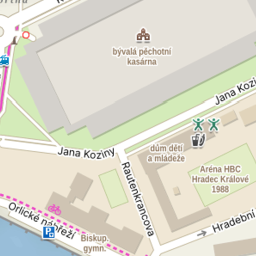 bývalá pěchotní
kasárna
Jana Koziny
Jana Kozi
dům dětí
a mládeže
Rautenkrancova
Aréna HBC
Hradec Králové
1988
Orlické nábřeží
Hradební
P
Biskup.
gymn.